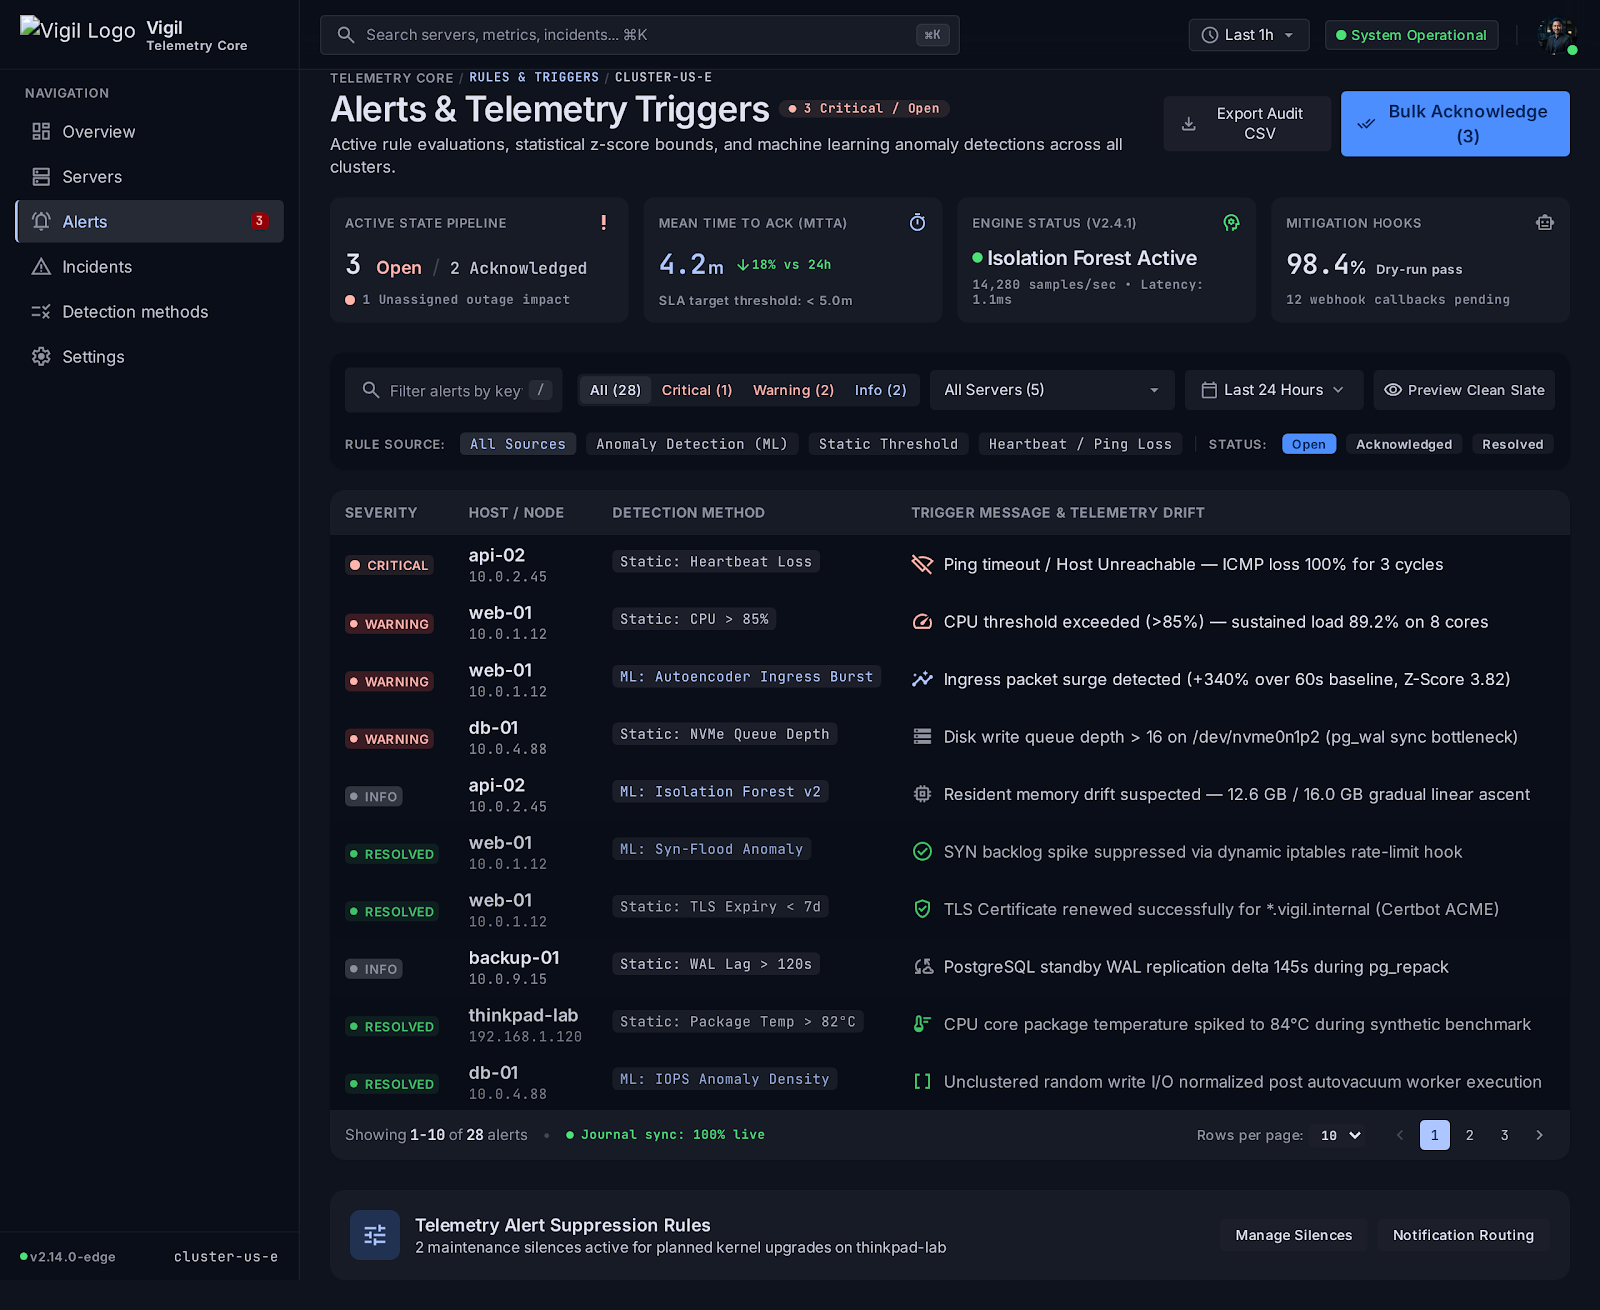 Vigil Logo
Vigil
Telemetry Core
Search servers, metrics, incidents... ⌘K
⌘K
Last 1h
System Operational
NAVIGATION
Overview
Servers
Alerts
3
Incidents
Detection methods
Settings
v2.14.0-edge
cluster-us-e
TELEMETRY CORE / RULES & TRIGGERS / CLUSTER-US-E
Alerts & Telemetry Triggers
3 Critical / Open
Active rule evaluations, statistical z-score bounds, and machine learning anomaly detections across all
clusters.
Export Audit
CSV
Bulk Acknowledge
(3)
ACTIVE STATE PIPELINE
3 Open / 2 Acknowledged
1 Unassigned outage impact
MEAN TIME TO ACK (MTTA)
4.2m 18% vs 24h
SLA target threshold: < 5.0m
ENGINE STATUS (V2.4.1)
Isolation Forest Active
14,280 samples/sec • Latency:
1.1ms
MITIGATION HOOKS
98.4% Dry-run pass
12 webhook callbacks pending
Filter alerts by key
/
All (28)
Critical (1)
Warning (2)
Info (2)
All Servers (5)
Last 24 Hours
Preview Clean Slate
RULE SOURCE:
All Sources
Anomaly Detection (ML)
Static Threshold
Heartbeat / Ping Loss
STATUS:
Open
Acknowledged
Resolved
SEVERITY
HOST / NODE
DETECTION METHOD
TRIGGER MESSAGE & TELEMETRY DRIFT
CRITICAL
api-02
10.0.2.45
Static: Heartbeat Loss
Ping timeout / Host Unreachable — ICMP loss 100% for 3 cycles
WARNING
web-01
10.0.1.12
Static: CPU > 85%
CPU threshold exceeded (>85%) — sustained load 89.2% on 8 cores
WARNING
web-01
10.0.1.12
ML: Autoencoder Ingress Burst
Ingress packet surge detected (+340% over 60s baseline, Z-Score 3.82)
WARNING
db-01
10.0.4.88
Static: NVMe Queue Depth
Disk write queue depth > 16 on /dev/nvme0n1p2 (pg_wal sync bottleneck)
INFO
api-02
10.0.2.45
ML: Isolation Forest v2
Resident memory drift suspected — 12.6 GB / 16.0 GB gradual linear ascent
RESOLVED
web-01
10.0.1.12
ML: Syn-Flood Anomaly
SYN backlog spike suppressed via dynamic iptables rate-limit hook
RESOLVED
web-01
10.0.1.12
Static: TLS Expiry < 7d
TLS Certificate renewed successfully for *.vigil.internal (Certbot ACME)
INFO
backup-01
10.0.9.15
Static: WAL Lag > 120s
PostgreSQL standby WAL replication delta 145s during pg_repack
RESOLVED
thinkpad-lab
192.168.1.120
Static: Package Temp > 82°C
CPU core package temperature spiked to 84°C during synthetic benchmark
RESOLVED
db-01
10.0.4.88
ML: IOPS Anomaly Density
Unclustered random write I/O normalized post autovacuum worker execution
Showing 1-10 of 28 alerts • Journal sync: 100% live
Rows per page: 10
1
2
3
Telemetry Alert Suppression Rules
2 maintenance silences active for planned kernel upgrades on thinkpad-lab
Manage Silences
Notification Routing